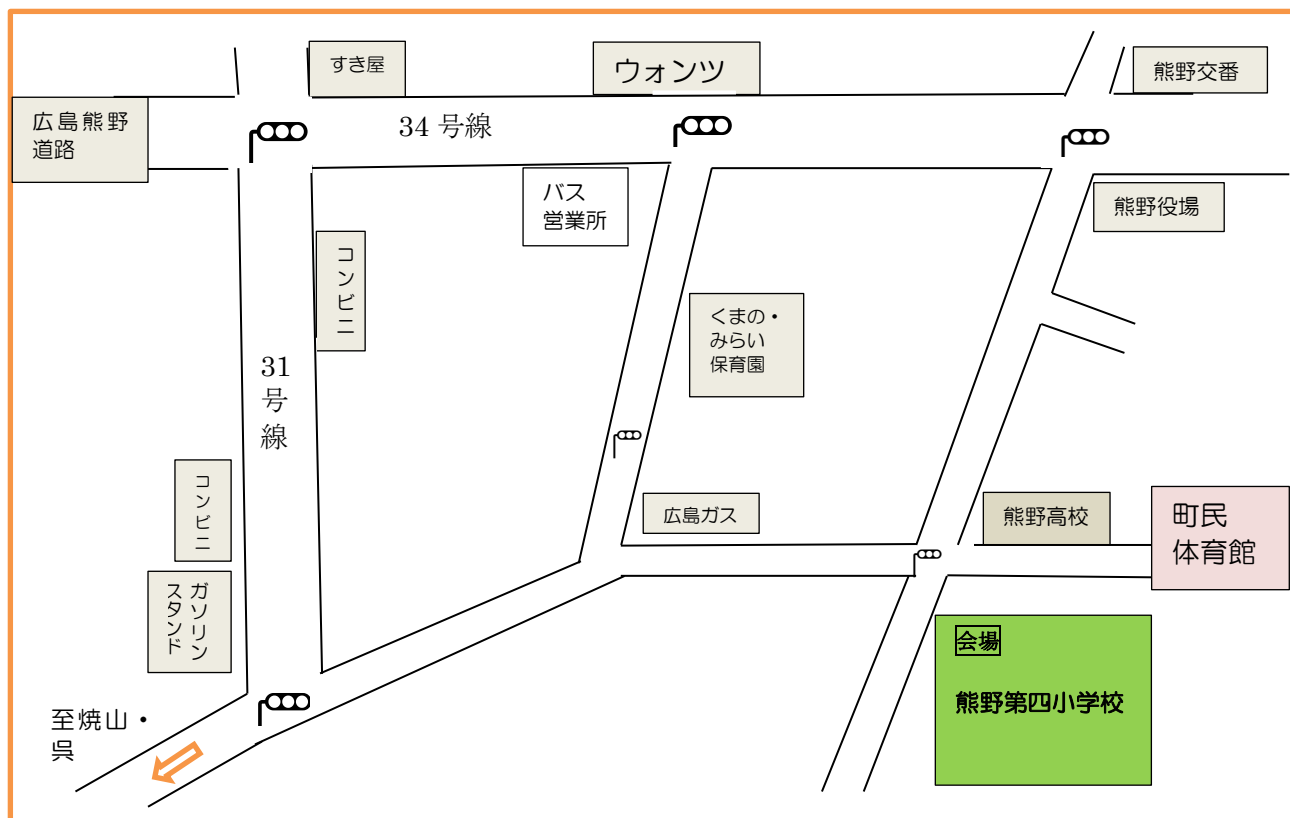 すき屋
ウォンツ
熊野交番
広島熊野
道路
34 号線
バス
営業所
熊野役場
コンビニ
くまの・
みらい
保育園
31
号
線
コンビニ
広島ガス
熊野高校
町民
体育館
ガソリン
スタンド
会場
熊野第四小学校
至焼山・
呉